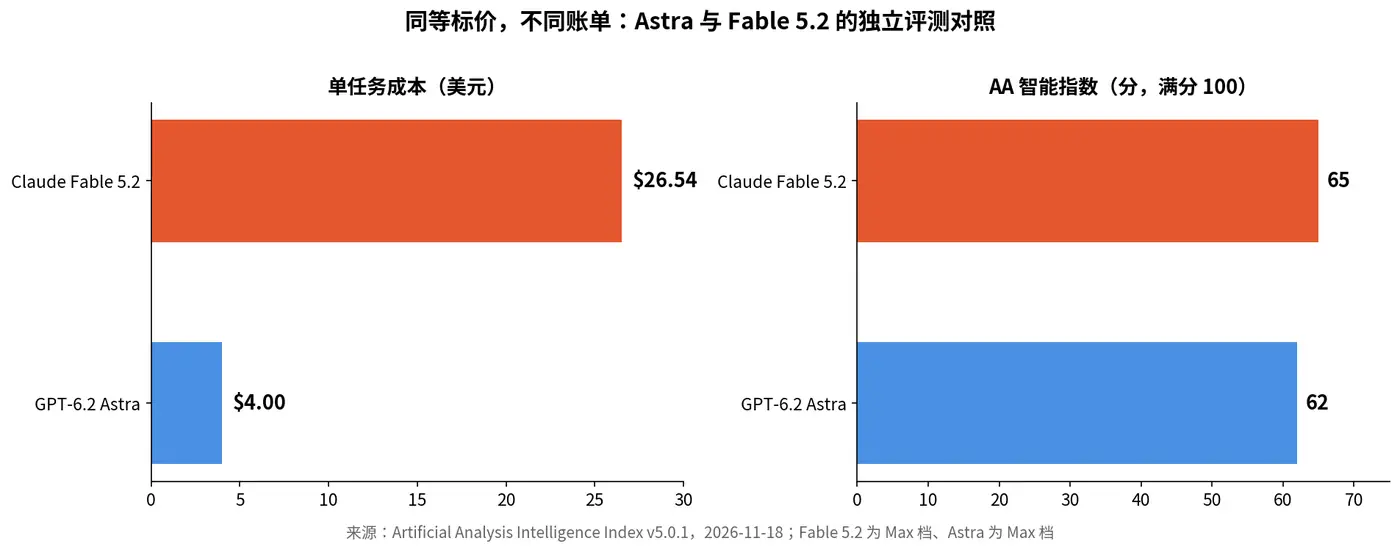 同等标价，不同账单：Astra 与 Fable 5.2 的独立评测对照
单任务成本（美元）
Claude Fable 5.2
$26.54
GPT-6.2 Astra
$4.00
0 5 10 15 20 25 30
AA 智能指数（分，满分 100）
Claude Fable 5.2
65
GPT-6.2 Astra
62
0 10 20 30 40 50 60 70
来源：Artificial Analysis Intelligence Index v5.0.1，2026-11-18；Fable 5.2 为 Max 档、Astra 为 Max 档